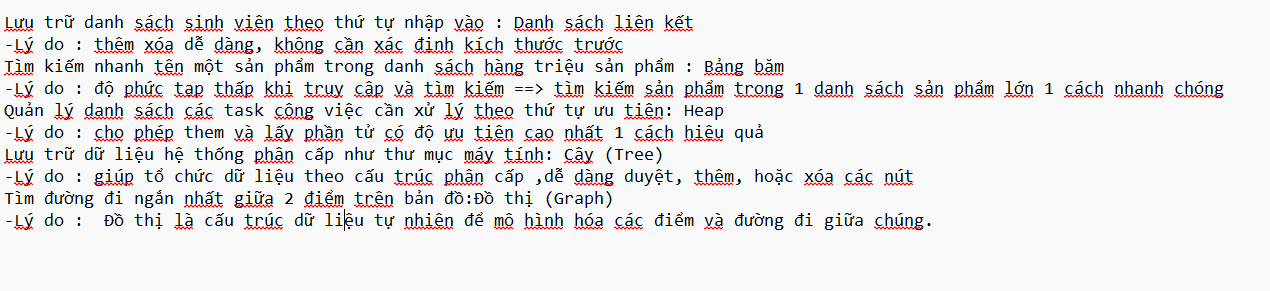 Lưu trữ danh sách sinh viên theo thứ tự nhập vào : Danh sách liên kết
-Lý do : thêm xóa dễ dàng, không cần xác định kích thước trước
Tìm kiếm nhanh tên một sản phẩm trong danh sách hàng triệu sản phẩm : Bảng băm
-Lý do : độ phức tạp thấp khi truy cập và tìm kiếm ==> tìm kiếm sản phẩm trong 1 danh sách sản phẩm lớn 1 cách nhanh chóng
Quản lý danh sách các task công việc cần xử lý theo thứ tự ưu tiên: Heap
-Lý do : cho phép them và lấy phần tử có độ ưu tiên cao nhất 1 cách hiệu quả
Lưu trữ dữ liệu hệ thống phân cấp như thư mục máy tính: Cây (Tree)
-Lý do : giúp tổ chức dữ liệu theo cấu trúc phân cấp ,dễ dàng duyệt, thêm, hoặc xóa các nút
Tìm đường đi ngắn nhất giữa 2 điểm trên bản đồ:Đồ thị (Graph)
-Lý do :  Đồ thị là cấu trúc dữ liệu tự nhiên để mô hình hóa các điểm và đường đi giữa chúng.